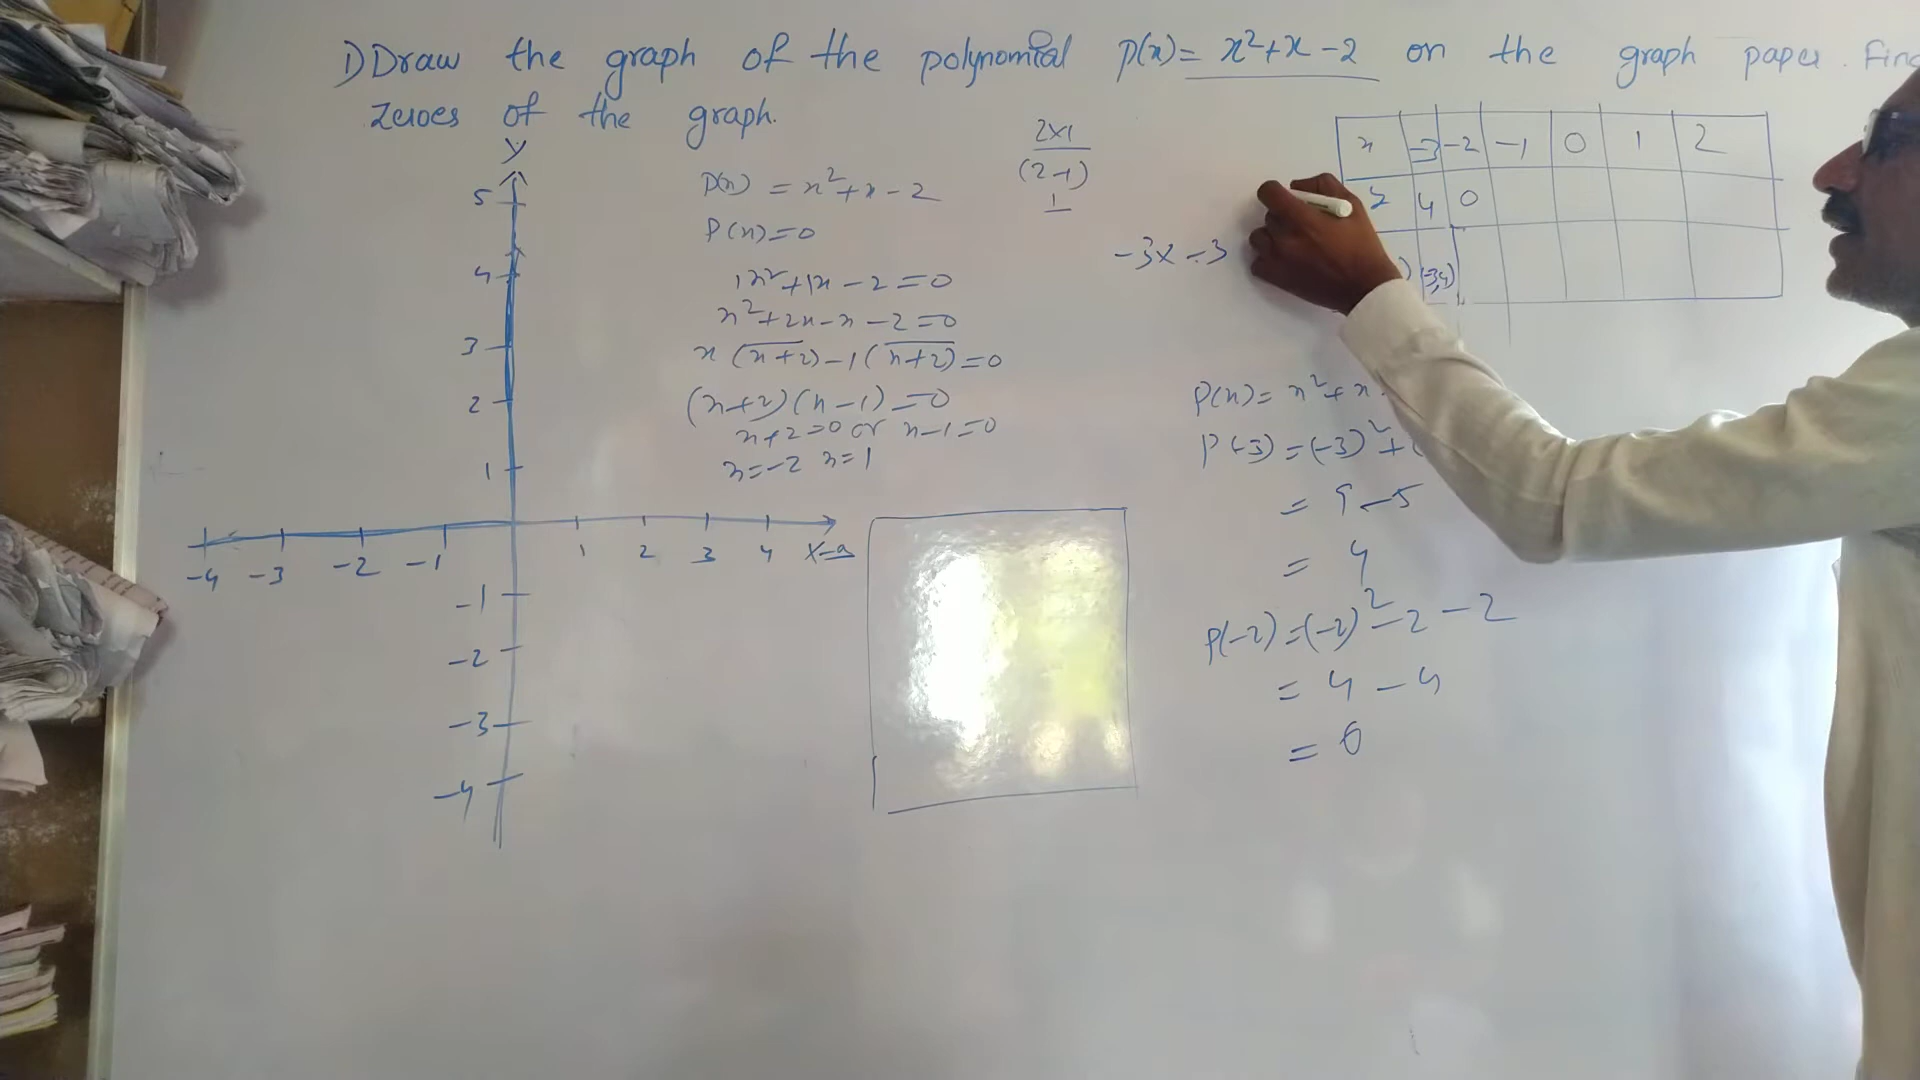 1) Draw the graph of the polynomial p(x) = x²+x-2 on the graph paper. Find
zeroes of the graph.
Y
5
4
3
2
1
-4 -3 -2 -1 1 2 3 4
-1
-2
-3
-4
P(x) = x²+x-2
P(x)=0
1x²+1x-2=0
x²+2x-x-2=0
x(x+2)-1(x+2)=0
(x+2)(x-1)=0
x+2=0 or x-1=0
x=-2 x=1
2x1
(2-1)
1
-3x-3
x -3 -2 -1 0 1 2
4 0
(-3,4)
P(x)= x²+x
P(-3)=(-3)²+(
= 9-5
= 4
P(-2)=(-2)²-2-2
= 4-4
= 0